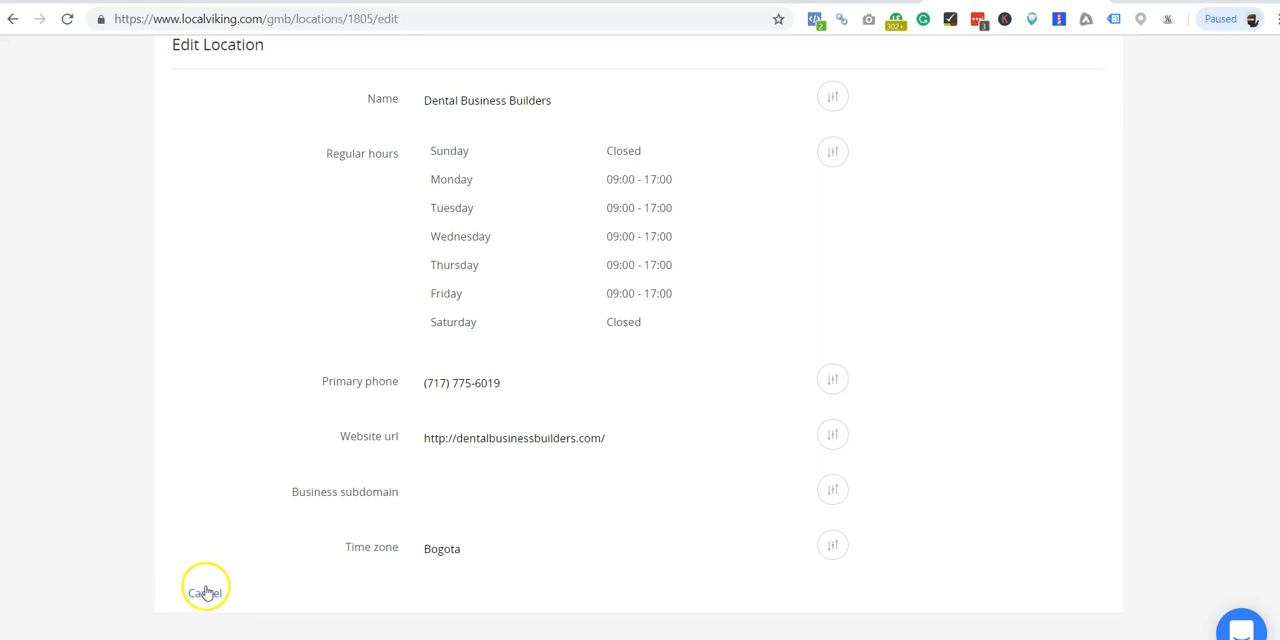 https://www.localviking.com/gmb/locations/1805/edit
2
102+
3
Paused
Edit Location
Name Dental Business Builders
Regular hours Sunday Closed
Monday 09:00 - 17:00
Tuesday 09:00 - 17:00
Wednesday 09:00 - 17:00
Thursday 09:00 - 17:00
Friday 09:00 - 17:00
Saturday Closed
Primary phone (717) 775-6019
Website url http://dentalbusinessbuilders.com/
Business subdomain
Time zone Bogota
Cancel